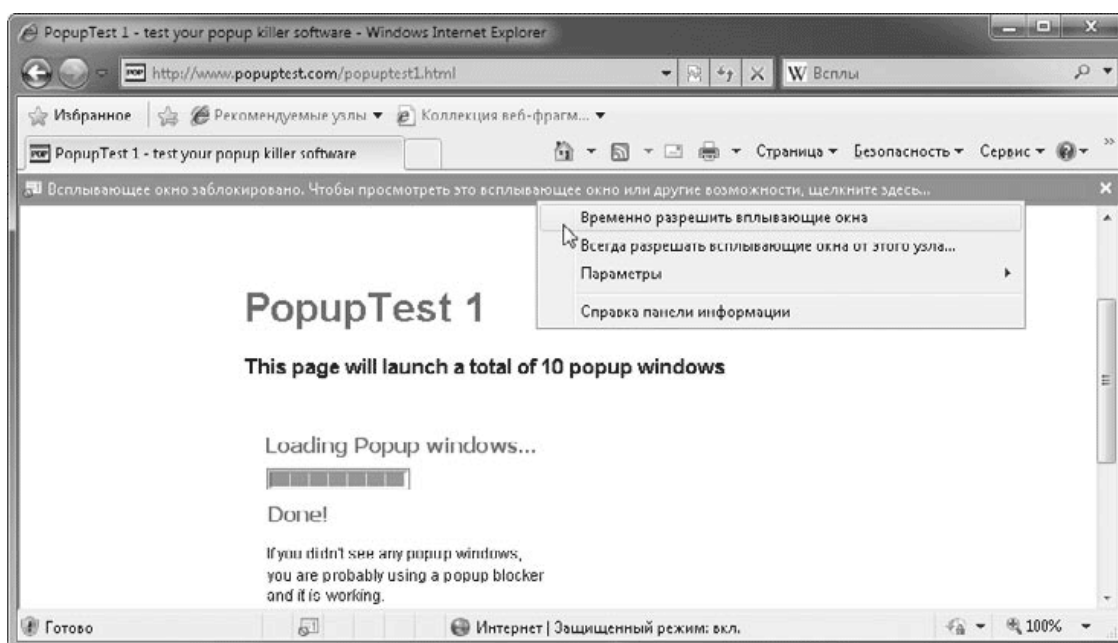 PopupTest 1 - test your popup killer software - Windows Internet Explorer
http://www.popuptest.com/popuptest1.html
W Всплы
Избранное
Рекомендуемые узлы
Коллекция веб-фрагм...
PopupTest 1 - test your popup killer software
Страница Безопасность Сервис
Всплывающее окно заблокировано. Чтобы просмотреть это всплывающее окно или другие возможности, щелкните здесь...
Временно разрешить вплывающие окна
Всегда разрешать всплывающие окна от этого узла...
Параметры
Справка панели информации
PopupTest 1
This page will launch a total of 10 popup windows
Loading Popup windows...
Done!
If you didn't see any popup windows,
you are probably using a popup blocker
and it is working.
Готово
Интернет | Защищенный режим: вкл.
100%